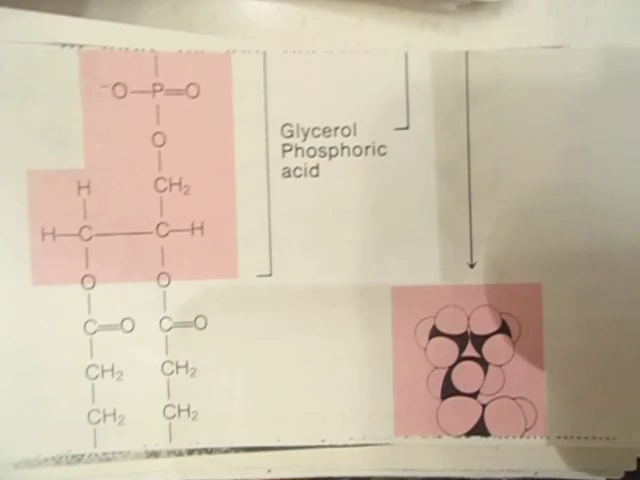 ⁻O—P=O
O
H CH₂
H—C—C—H
O O
C=O C=O
CH₂ CH₂
CH₂ CH₂
Glycerol
Phosphoric
acid